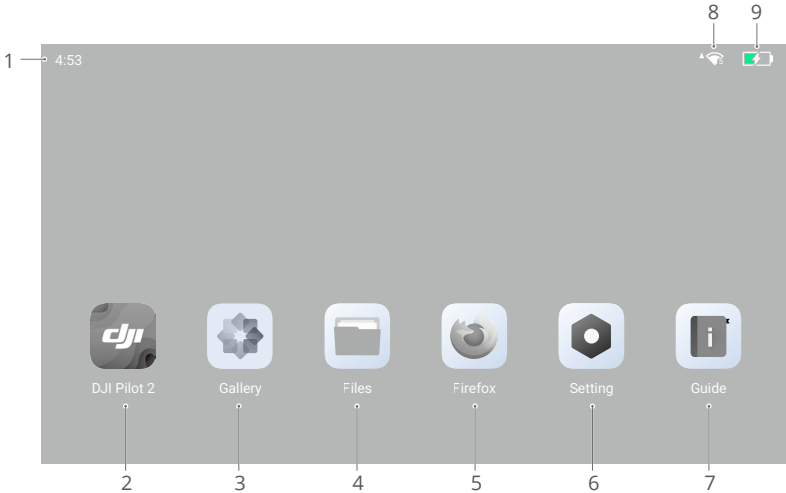 8 9
1 4:53
dji
i
DJI Pilot 2 Gallery Files Firefox Setting Guide
2 3 4 5 6 7